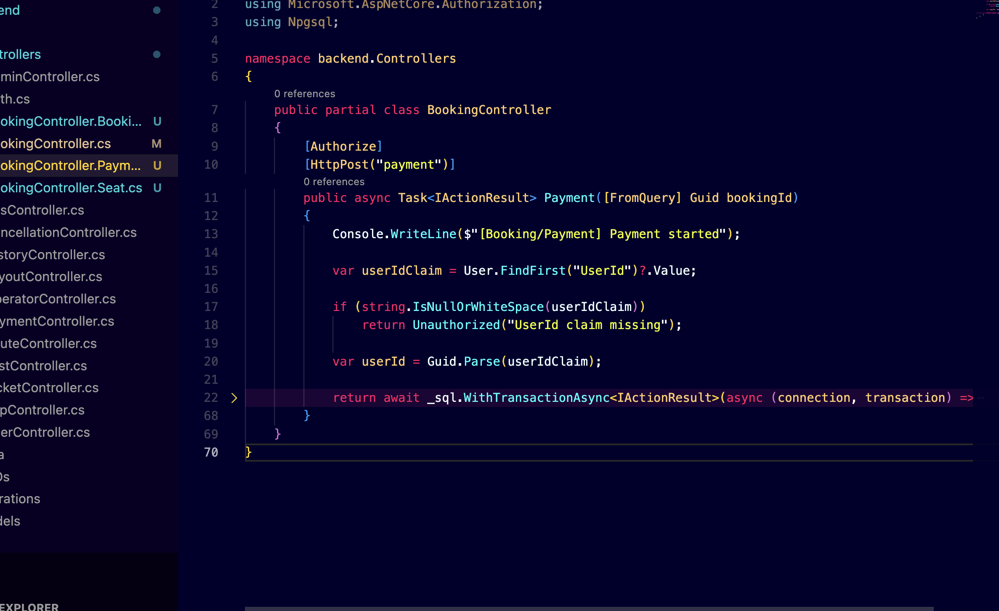 end
trollers
minController.cs
th.cs
okingController.Booki... U
okingController.cs M
okingController.Paym... U
okingController.Seat.cs U
sController.cs
ncellationController.cs
storyController.cs
youtController.cs
peratorController.cs
ymentController.cs
uteController.cs
stController.cs
cketController.cs
pController.cs
erController.cs
a
Os
rations
dels
EXPLORER
2 using Microsoft.AspNetCore.Authorization;
3 using Npgsql;
4
5 namespace backend.Controllers
6 {
0 references
7 public partial class BookingController
8 {
9 [Authorize]
10 [HttpPost("payment")]
0 references
11 public async Task<IActionResult> Payment([FromQuery] Guid bookingId)
12 {
13 Console.WriteLine($"[Booking/Payment] Payment started");
14
15 var userIdClaim = User.FindFirst("UserId")?.Value;
16
17 if (string.IsNullOrWhiteSpace(userIdClaim))
18 return Unauthorized("UserId claim missing");
19
20 var userId = Guid.Parse(userIdClaim);
21
22 return await _sql.WithTransactionAsync<IActionResult>(async (connection, transaction) =>
68 }
69 }
70 }